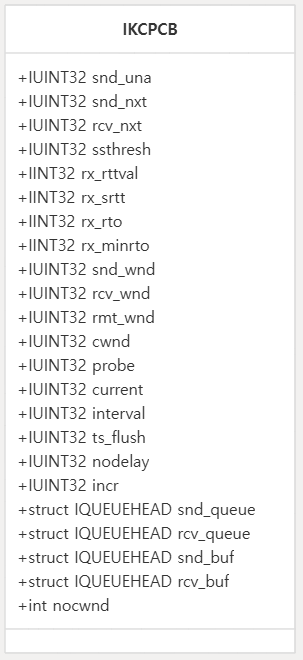 IKCPCB
+IUINT32 snd_una
+IUINT32 snd_nxt
+IUINT32 rcv_nxt
+IUINT32 ssthresh
+IINT32 rx_rttval
+IINT32 rx_srtt
+IINT32 rx_rto
+IINT32 rx_minrto
+IUINT32 snd_wnd
+IUINT32 rcv_wnd
+IUINT32 rmt_wnd
+IUINT32 cwnd
+IUINT32 probe
+IUINT32 current
+IUINT32 interval
+IUINT32 ts_flush
+IUINT32 nodelay
+IUINT32 incr
+struct IQUEUEHEAD snd_queue
+struct IQUEUEHEAD rcv_queue
+struct IQUEUEHEAD snd_buf
+struct IQUEUEHEAD rcv_buf
+int nocwnd